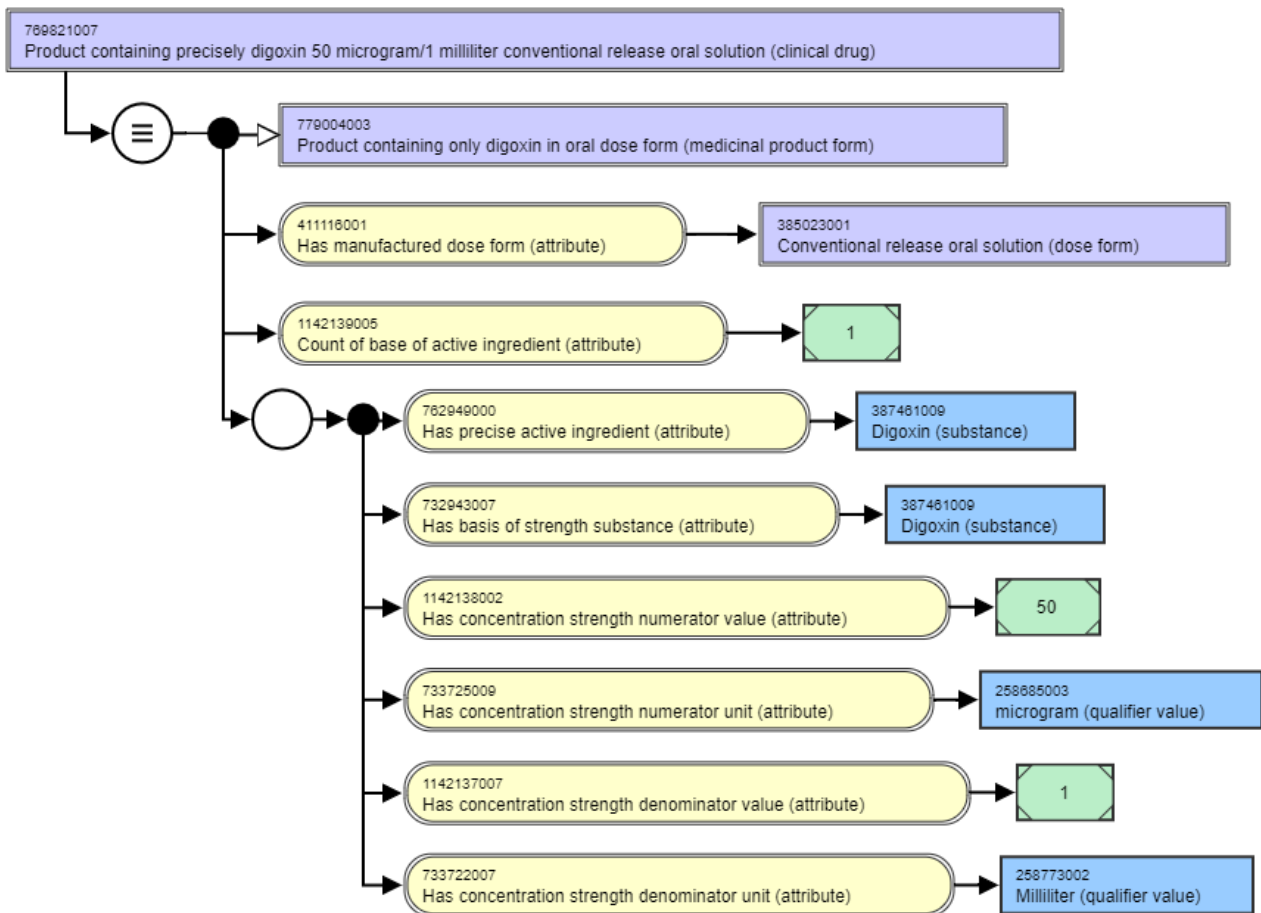 769821007
Product containing precisely digoxin 50 microgram/1 milliliter conventional release oral solution (clinical drug)
779004003
Product containing only digoxin in oral dose form (medicinal product form)
411116001
Has manufactured dose form (attribute)
385023001
Conventional release oral solution (dose form)
1142139005
Count of base of active ingredient (attribute)
1
762949000
Has precise active ingredient (attribute)
387461009
Digoxin (substance)
732943007
Has basis of strength substance (attribute)
387461009
Digoxin (substance)
1142138002
Has concentration strength numerator value (attribute)
50
733725009
Has concentration strength numerator unit (attribute)
258685003
microgram (qualifier value)
1142137007
Has concentration strength denominator value (attribute)
1
733722007
Has concentration strength denominator unit (attribute)
258773002
Milliliter (qualifier value)